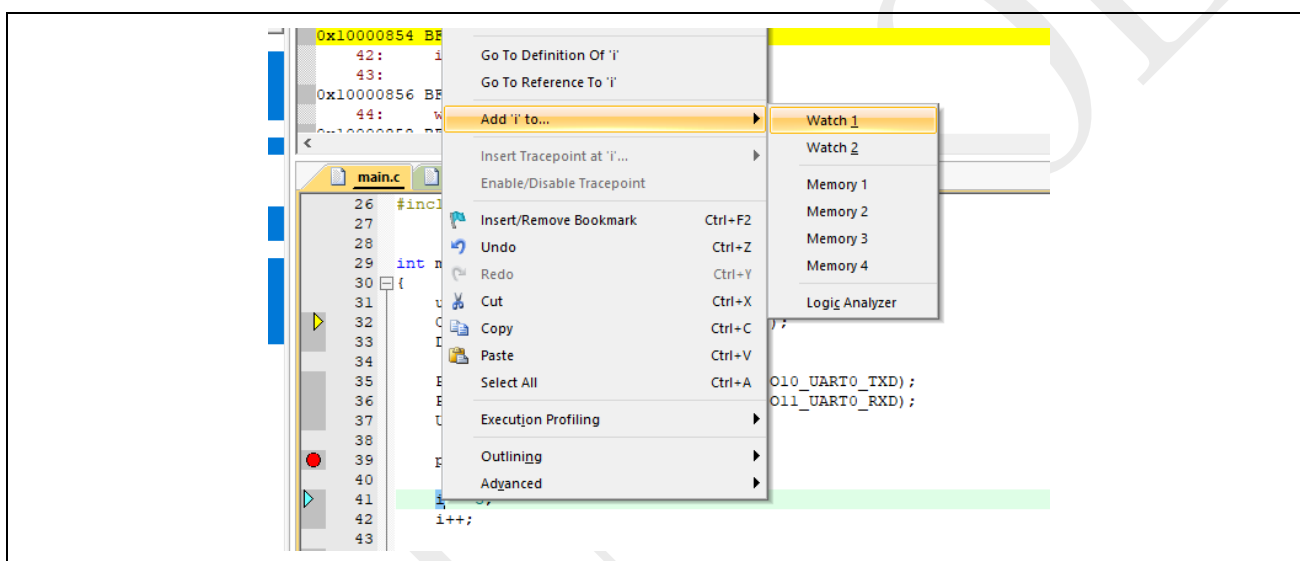 0x10000854 BF
42: i
43:
0x10000856 BF
44: w
Go To Definition Of 'i'
Go To Reference To 'i'
Add 'i' to...
Insert Tracepoint at 'i'...
Enable/Disable Tracepoint
Insert/Remove Bookmark Ctrl+F2
Undo Ctrl+Z
Redo Ctrl+Y
Cut Ctrl+X
Copy Ctrl+C
Paste Ctrl+V
Select All Ctrl+A
Execution Profiling
Outlining
Advanced
Watch 1
Watch 2
Memory 1
Memory 2
Memory 3
Memory 4
Logic Analyzer
main.c
26 #incl
27
28
29 int m
30 {
31 u
32 );
33
34
35 O10_UART0_TXD);
36 O11_UART0_RXD);
37 U
38
39 p
40
41 i
42 i++;
43